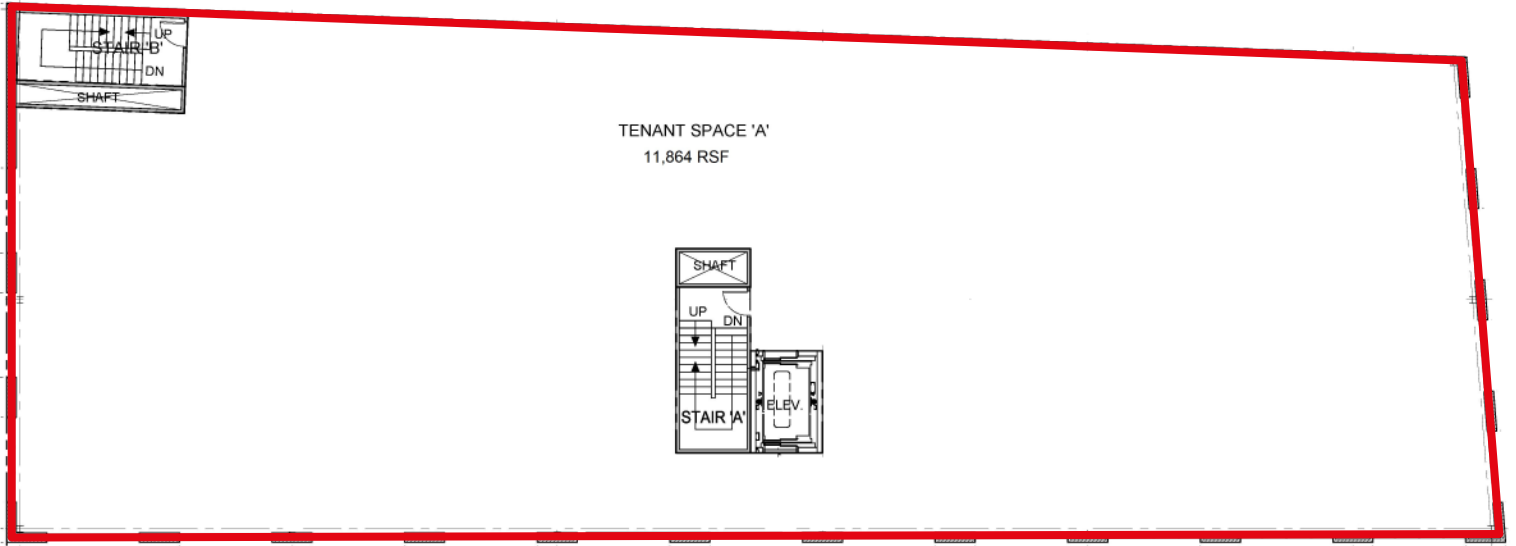 UP
STAIR 'B'
DN
SHAFT
TENANT SPACE 'A'
11,864 RSF
SHAFT
UP
DN
ELEV.
STAIR 'A'